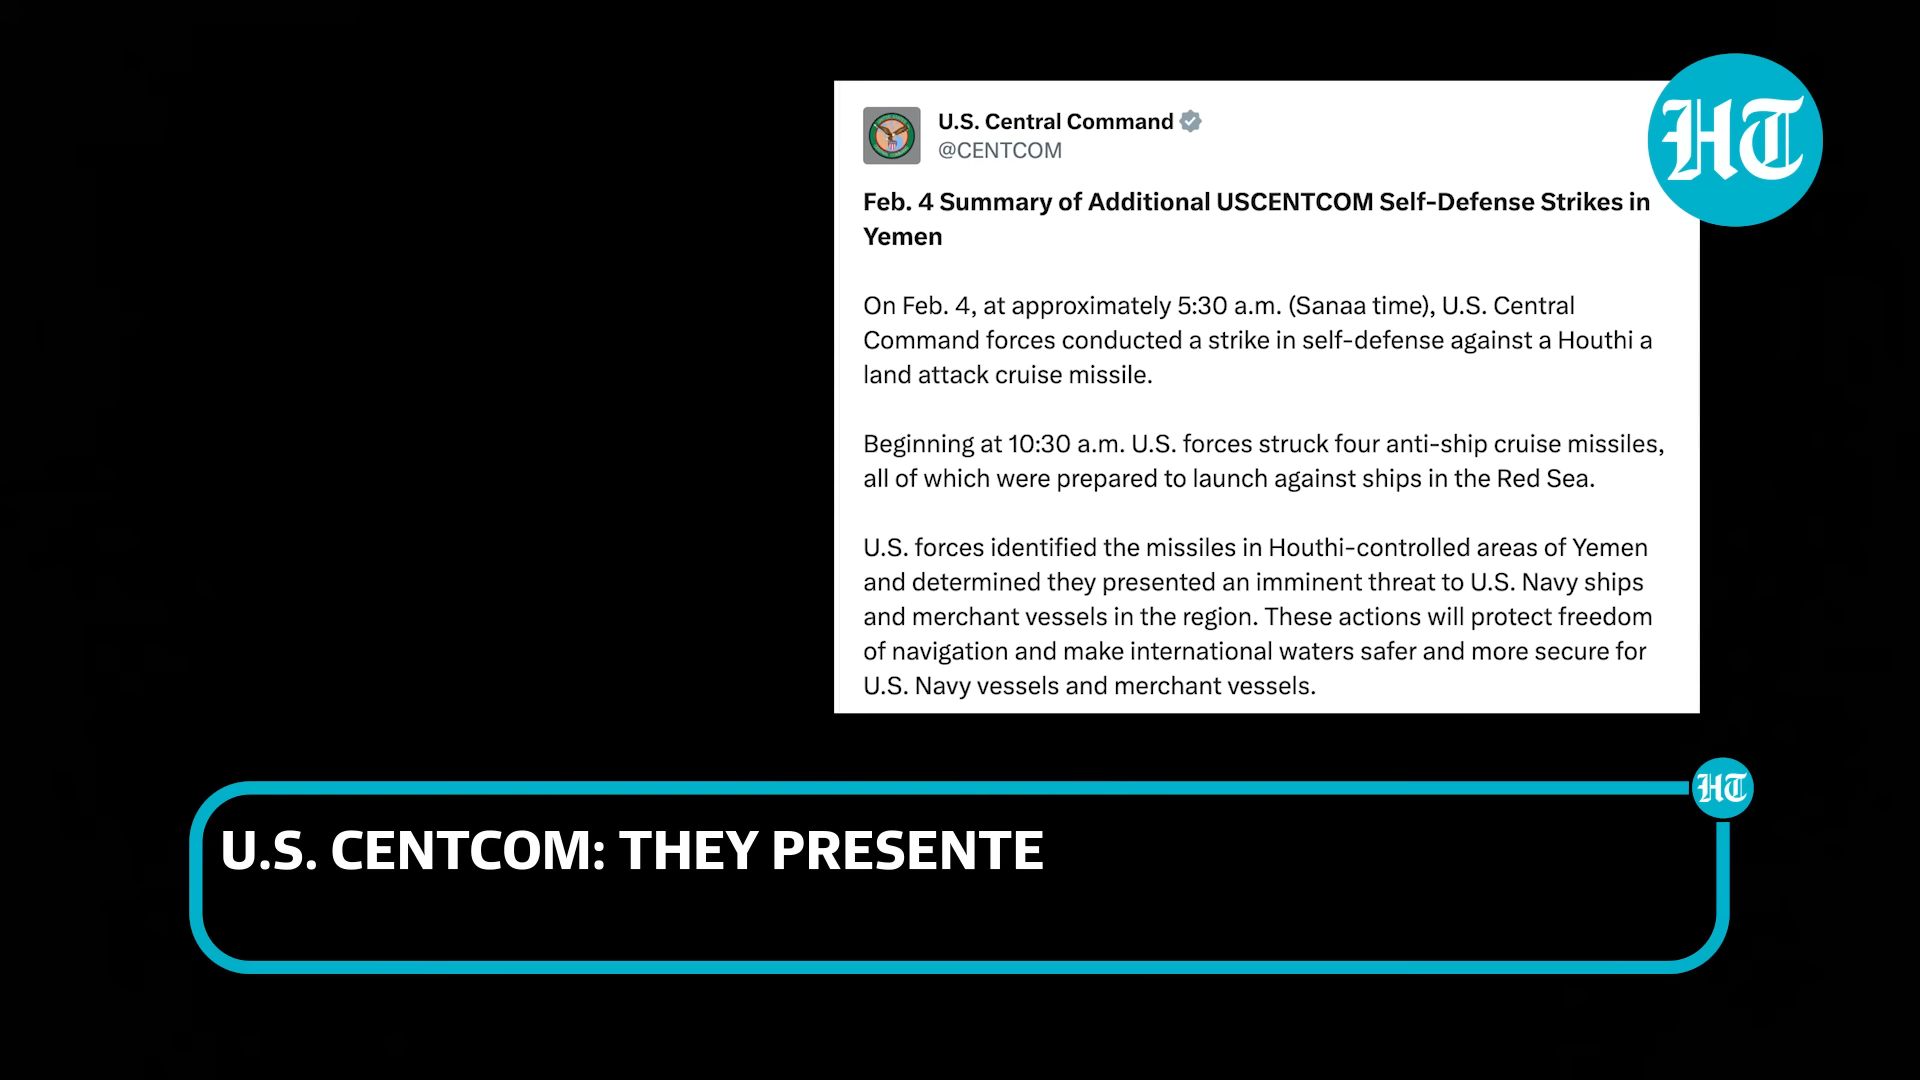 HT
U.S. Central Command
@CENTCOM
Feb. 4 Summary of Additional USCENTCOM Self-Defense Strikes in
Yemen
On Feb. 4, at approximately 5:30 a.m. (Sanaa time), U.S. Central
Command forces conducted a strike in self-defense against a Houthi a
land attack cruise missile.
Beginning at 10:30 a.m. U.S. forces struck four anti-ship cruise missiles,
all of which were prepared to launch against ships in the Red Sea.
U.S. forces identified the missiles in Houthi-controlled areas of Yemen
and determined they presented an imminent threat to U.S. Navy ships
and merchant vessels in the region. These actions will protect freedom
of navigation and make international waters safer and more secure for
U.S. Navy vessels and merchant vessels.
HT
U.S. CENTCOM: THEY PRESENTE